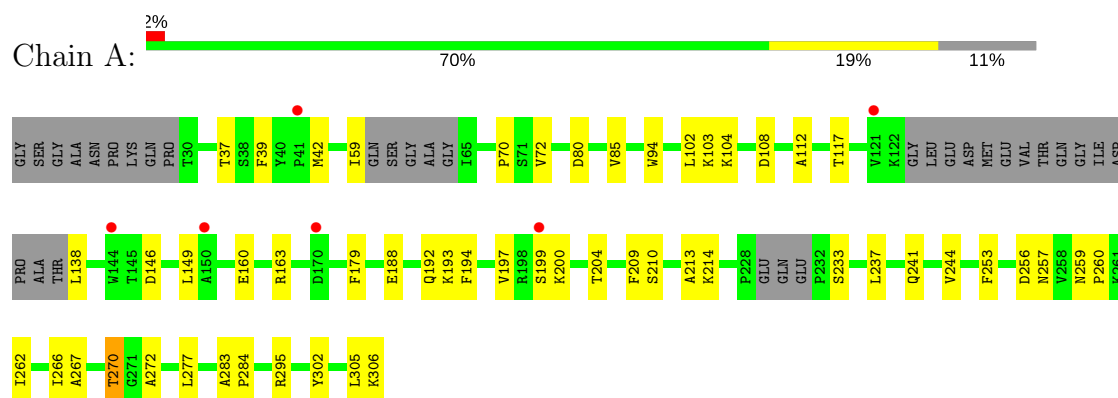 2%
Chain A:
70% 19% 11%
GLY SER GLY ALA ASN PRO LYS GLN PRO T30 T37 S38 F39 Y40 P41 M42 I59 GLN SER GLY ALA GLY I65 P70 S71 V72 D80 V85 W94 L102 K103 K104 D108 A112 T117 V121 K122 GLY LEU GLU ASP MET GLU VAL THR GLN GLY ILE ASP
PRO ALA THR L138 W144 T145 D146 L149 A150 E160 R163 D170 F179 E188 Q192 K193 F194 V197 R198 S199 K200 T204 F209 S210 A213 K214 P228 GLU GLN GLU P232 S233 L237 Q241 V244 F253 D256 N257 V258 N259 P260 K261
I262 I266 A267 T270 G271 A272 L277 A283 P284 R295 Y302 L305 K306